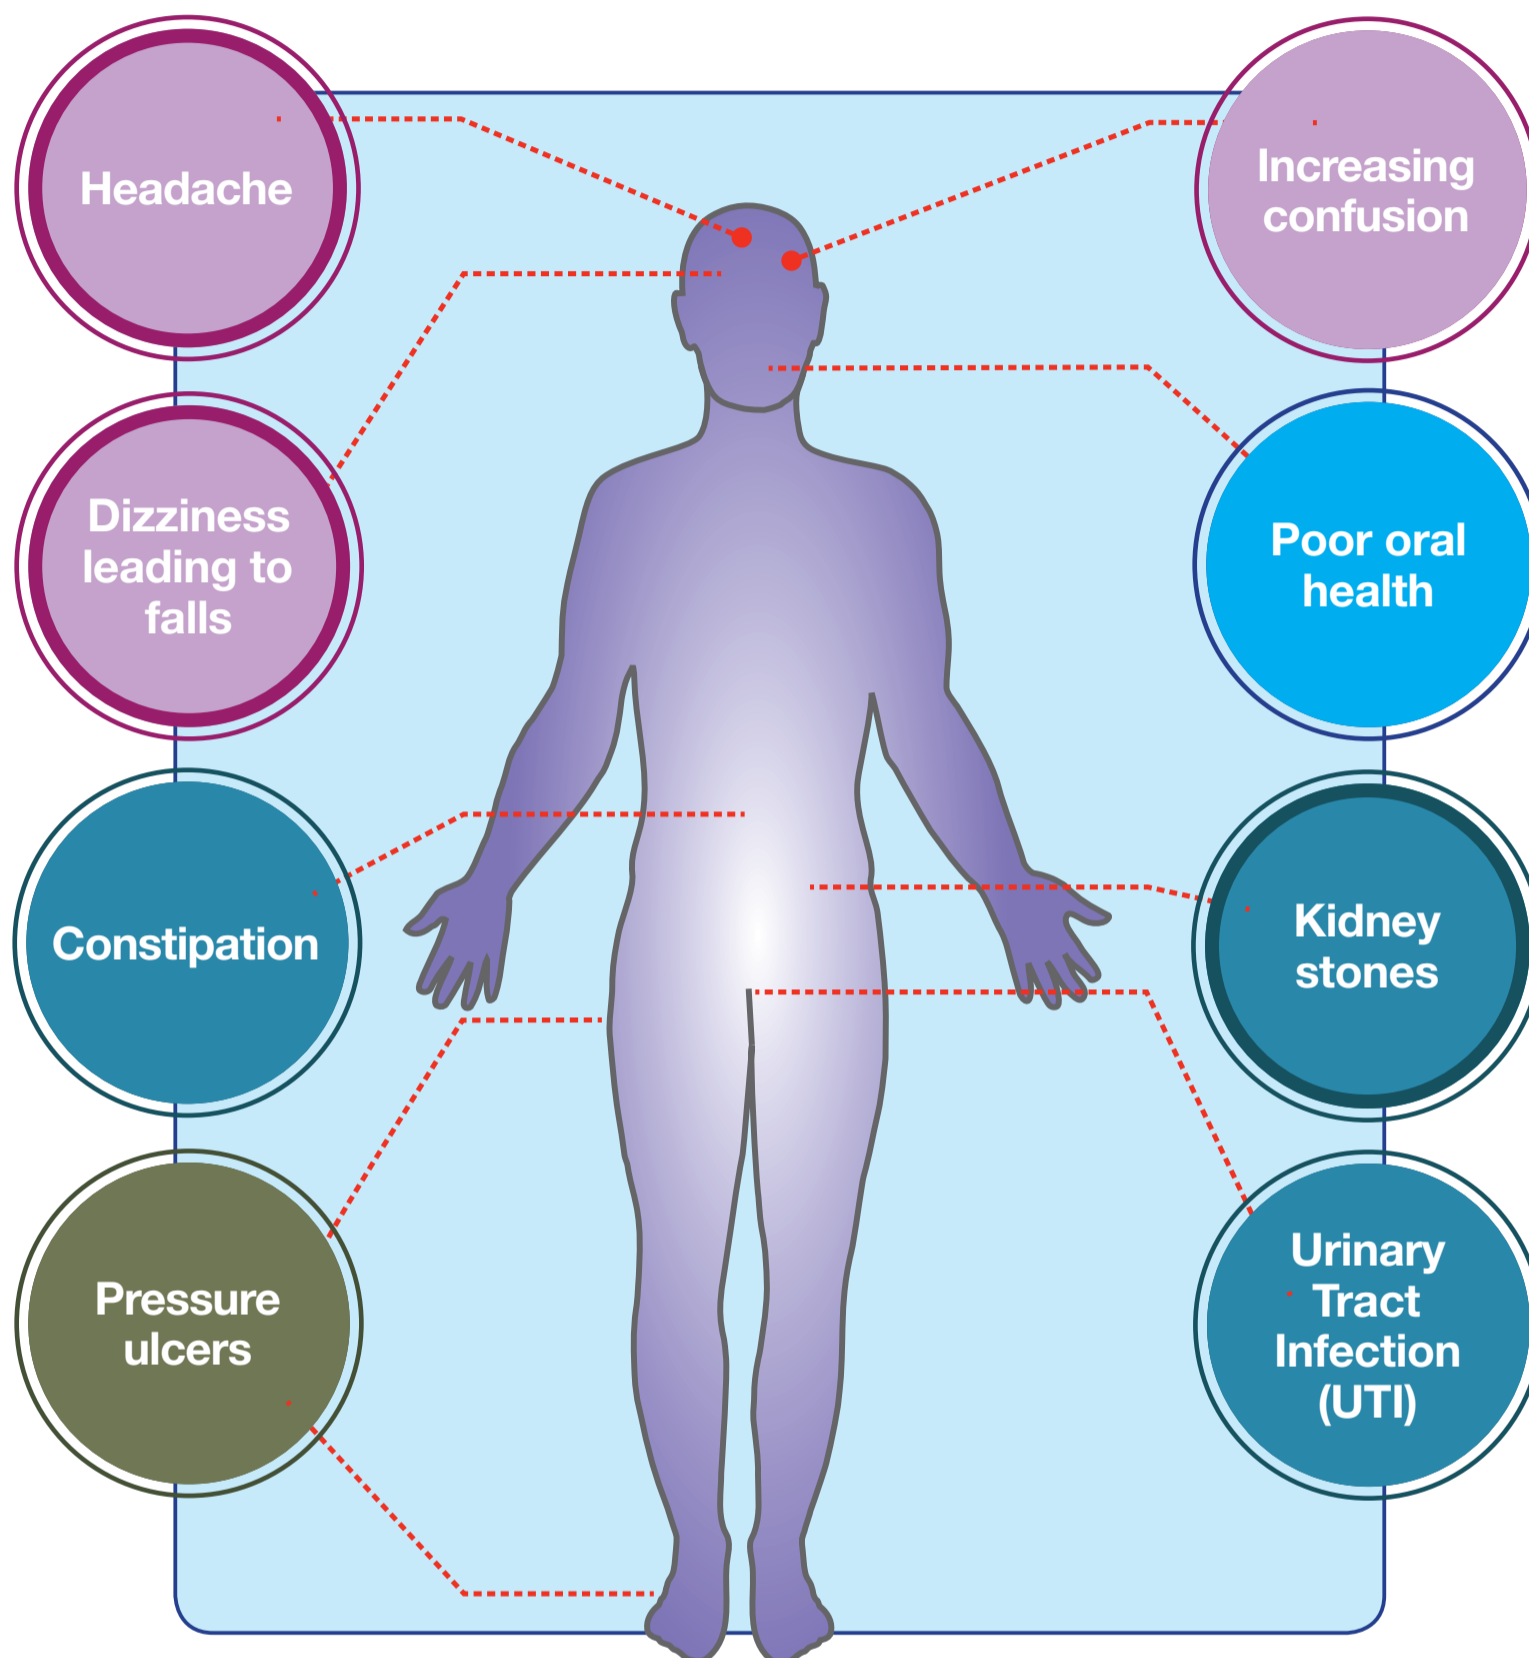 Headache
Increasing
confusion
Dizziness
leading to
falls
Poor oral
health
Constipation
Kidney
stones
Pressure
ulcers
Urinary
Tract
Infection
(UTI)